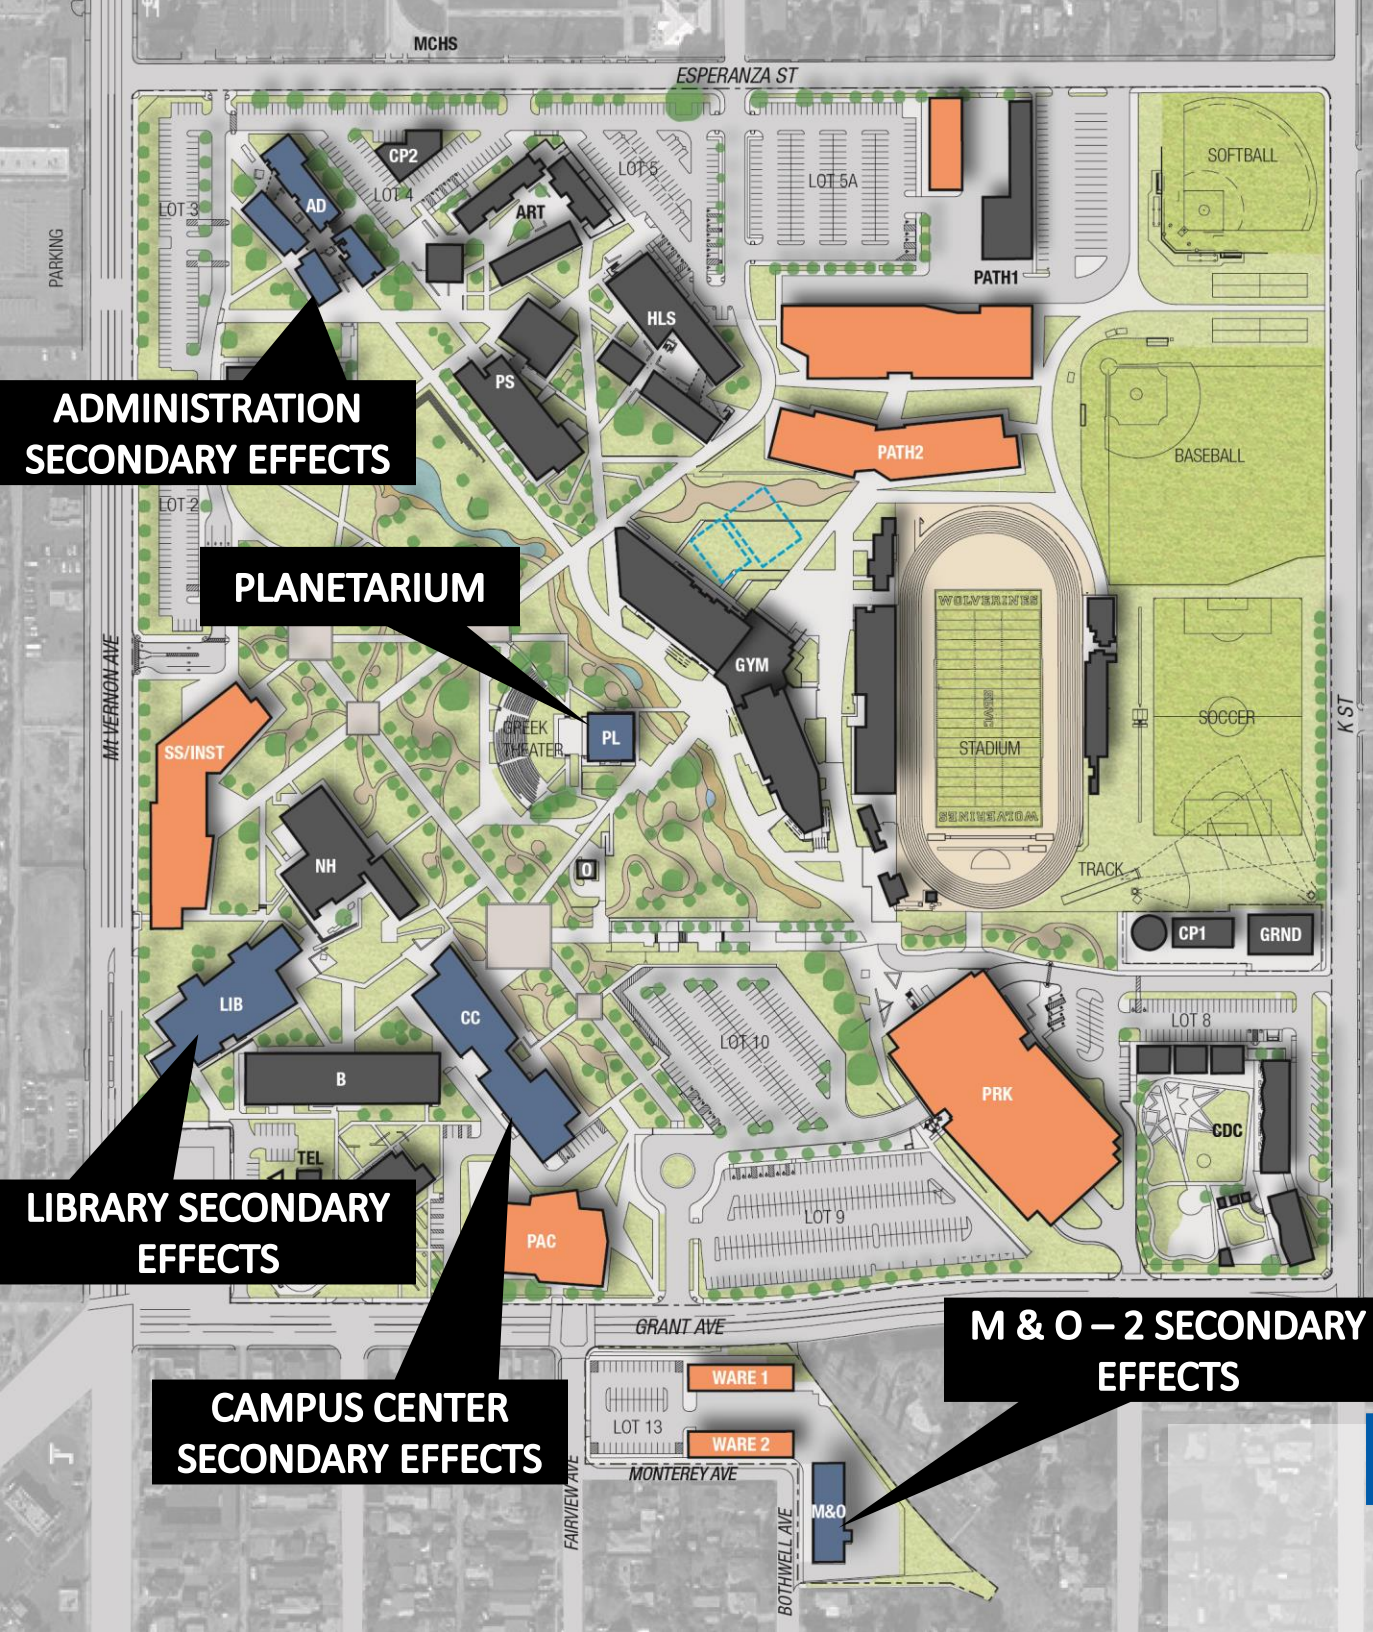 MCHS
ESPERANZA ST
SOFTBALL
CP2
LOT 5
LOT 5A
LOT 4
LOT 3
AD
ART
PARKING
PATH1
HLS
PS
ADMINISTRATION
SECONDARY EFFECTS
PATH2
BASEBALL
LOT 2
PLANETARIUM
WOLVERINES
MT VERNON AVE
GYM
SBVC
K ST
SOCCER
GREEK
THEATER
PL
STADIUM
SS/INST
WOLVERINES
NH
O
TRACK
CP1
GRND
LIB
CC
LOT 10
LOT 8
B
PRK
CDC
TEL
LIBRARY SECONDARY
EFFECTS
LOT 9
PAC
GRANT AVE
M & O – 2 SECONDARY
EFFECTS
WARE 1
CAMPUS CENTER
SECONDARY EFFECTS
LOT 13
WARE 2
MONTEREY AVE
FAIRVIEW AVE
M&O
BOTHWELL AVE